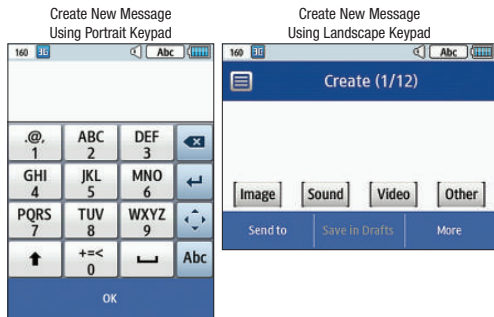 Create New Message
Using Portrait Keypad
160 3G Abc
.@, ABC DEF
1 2 3
GHI JKL MNO
4 5 6
PQRS TUV WXYZ
7 8 9
+=< Abc
0
OK
Create New Message
Using Landscape Keypad
160 3G Abc
Create (1/12)
[Image] [Sound] [Video] [Other]
Send to Save in Drafts More